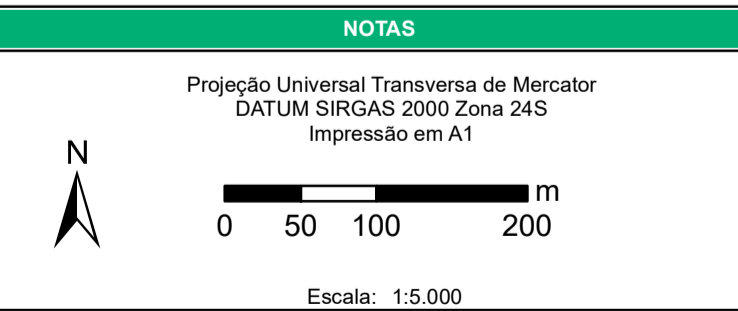 NOTAS
Projeção Universal Transversa de Mercator
DATUM SIRGAS 2000 Zona 24S
Impressão em A1
N
m
0 50 100 200
Escala: 1:5.000